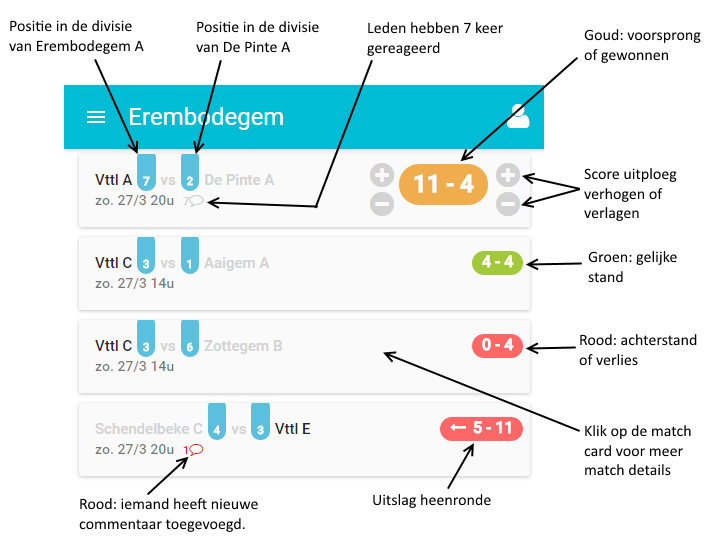 Positie in de divisie
van Erembodegem A
Positie in de divisie
van De Pinte A
Leden hebben 7 keer
gereageerd
Goud: voorsprong
of gewonnen
Erembodegem
Vttl A 7 vs 2 De Pinte A
zo. 27/3 20u 7
11 - 4
Score uitploeg
verhogen of
verlagen
Vttl C 3 vs 1 Aaigem A
zo. 27/3 14u
4 - 4
Groen: gelijke
stand
Vttl C 3 vs 6 Zottegem B
zo. 27/3 14u
0 - 4
Rood: achterstand
of verlies
Schendelbeke C 4 vs 3 Vttl E
zo. 27/3 20u 1
← 5 - 11
Klik op de match
card voor meer
match details
Rood: iemand heeft nieuwe
commentaar toegevoegd.
Uitslag heenronde